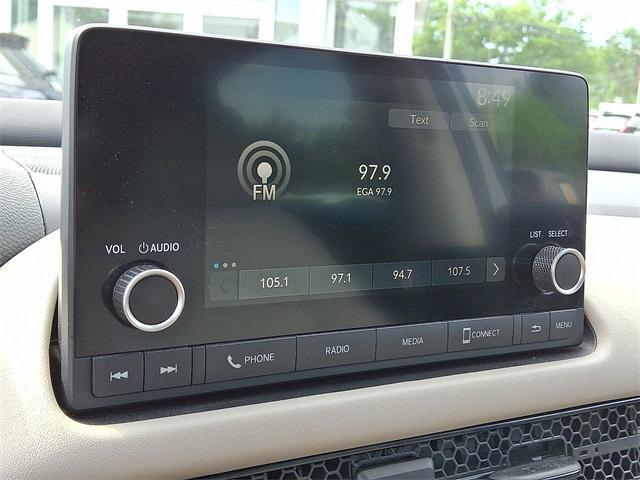 8:49
Text Scan
FM
97.9
EGA 97.9
VOL AUDIO
LIST SELECT
105.1 97.1 94.7 107.5
PHONE RADIO MEDIA CONNECT MENU